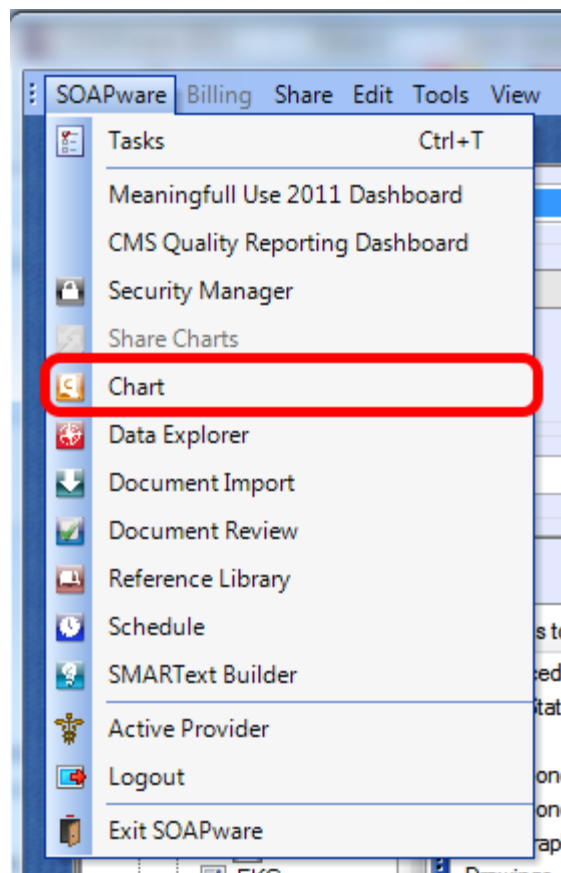 SOAPware Billing Share Edit Tools View
Tasks Ctrl+T
Meaningfull Use 2011 Dashboard
CMS Quality Reporting Dashboard
Security Manager
Share Charts
Chart
Data Explorer
Document Import
Document Review
Reference Library
Schedule
SMARText Builder
Active Provider
Logout
Exit SOAPware